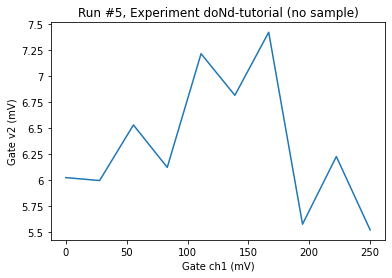 Run #5, Experiment doNd-tutorial (no sample)
7.5
7.25
7
6.75
6.5
6.25
6
5.75
5.5
Gate v2 (mV)
0 50 100 150 200 250
Gate ch1 (mV)